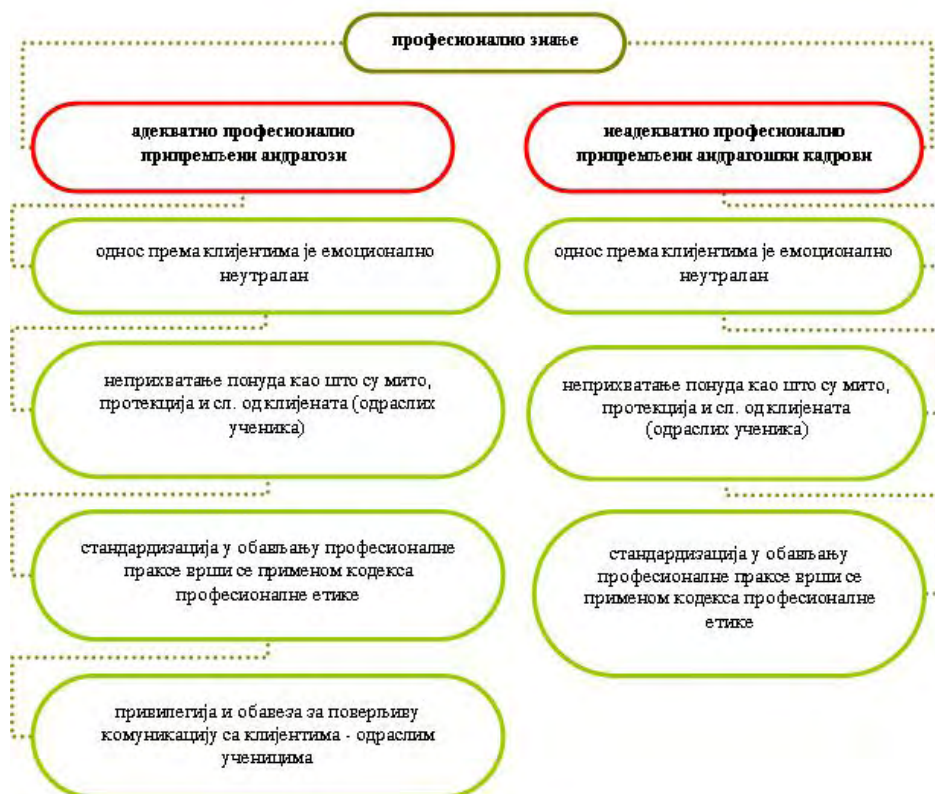 професионално знање
адекватно професионално
припремљени андрагози
неадекватно професионално
припремљени андрагошки кадрови
однос према клијентима је емоционално
неутралан
однос према клијентима је емоционално
неутралан
неприхватање понуда као што су мито,
протекција и сл. од клијената (одраслих
ученика)
неприхватање понуда као што су мито,
протекција и сл. од клијената
(одраслих ученика)
стандардизација у обављању професионалне
праксе врши се применом кодекса
професионалне етике
стандардизација у обављању
професионалне праксе врши се
применом кодекса професионалне
етике
привилегија и обавеза за поверљиву
комуникацију са клијентима - одраслим
ученицима